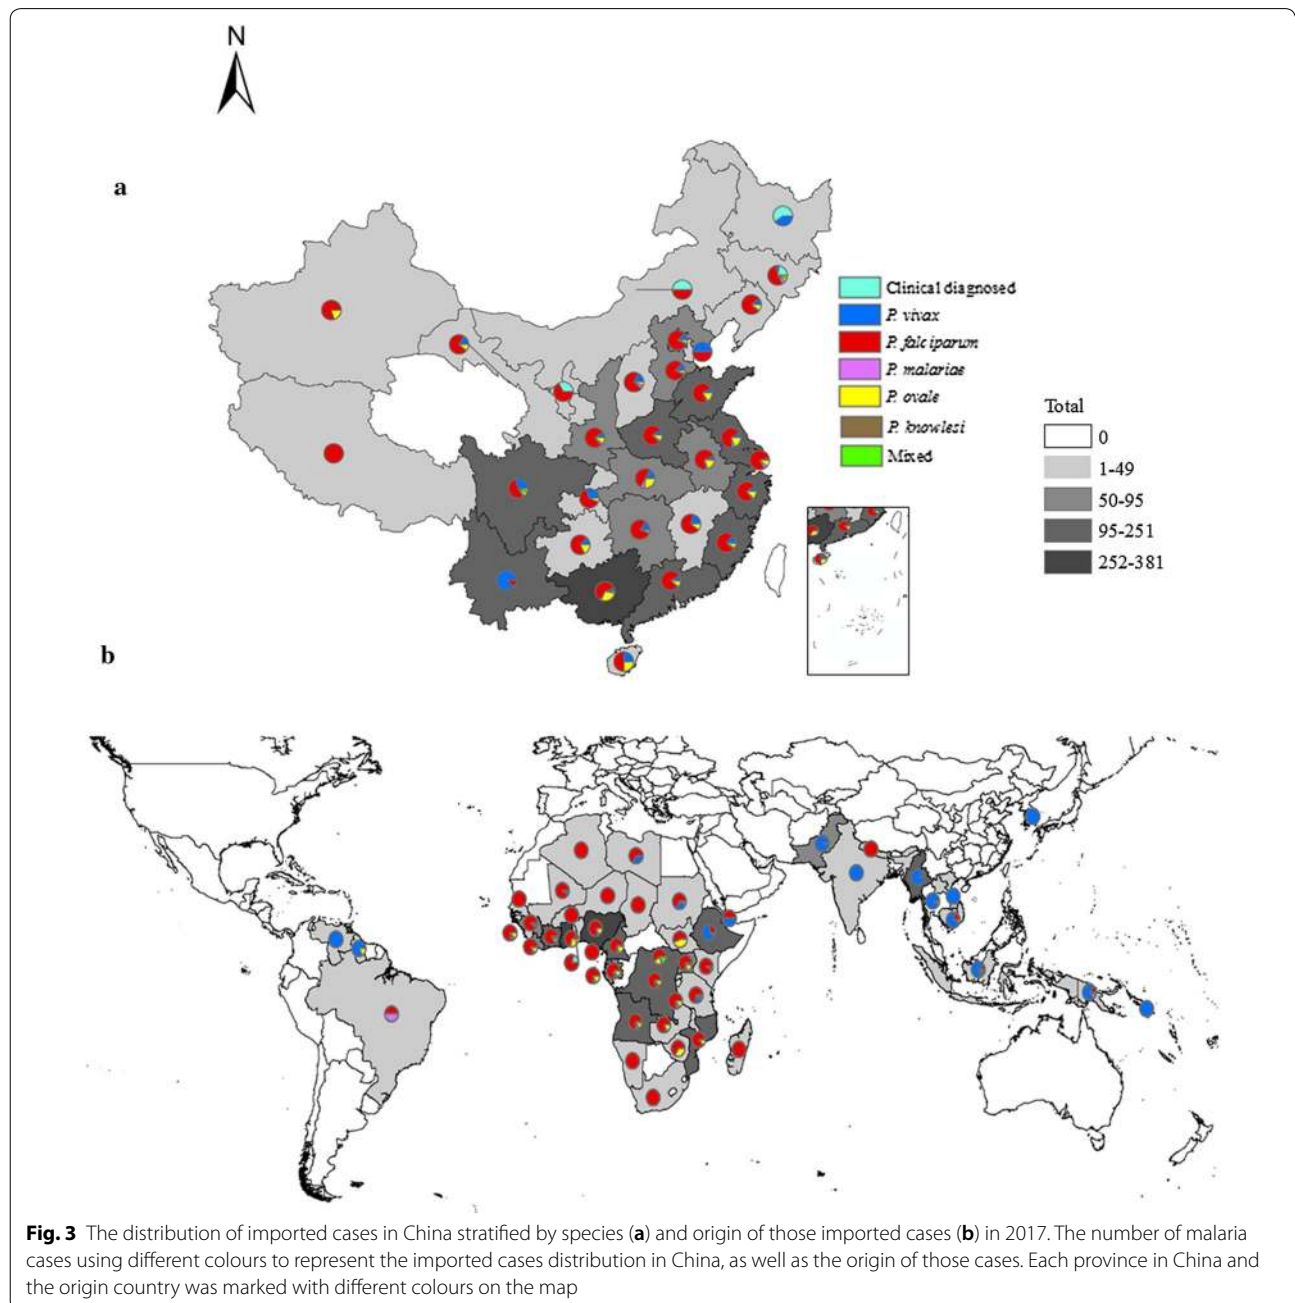 N
a
Clinical diagnosed
P. vivax
P. falciparum
P. malariae
P. ovale
P. knowlesi
Mixed
Total
0
1-49
50-95
95-251
252-381
b
Fig. 3 The distribution of imported cases in China stratified by species (a) and origin of those imported cases (b) in 2017. The number of malaria
cases using different colours to represent the imported cases distribution in China, as well as the origin of those cases. Each province in China and
the origin country was marked with different colours on the map